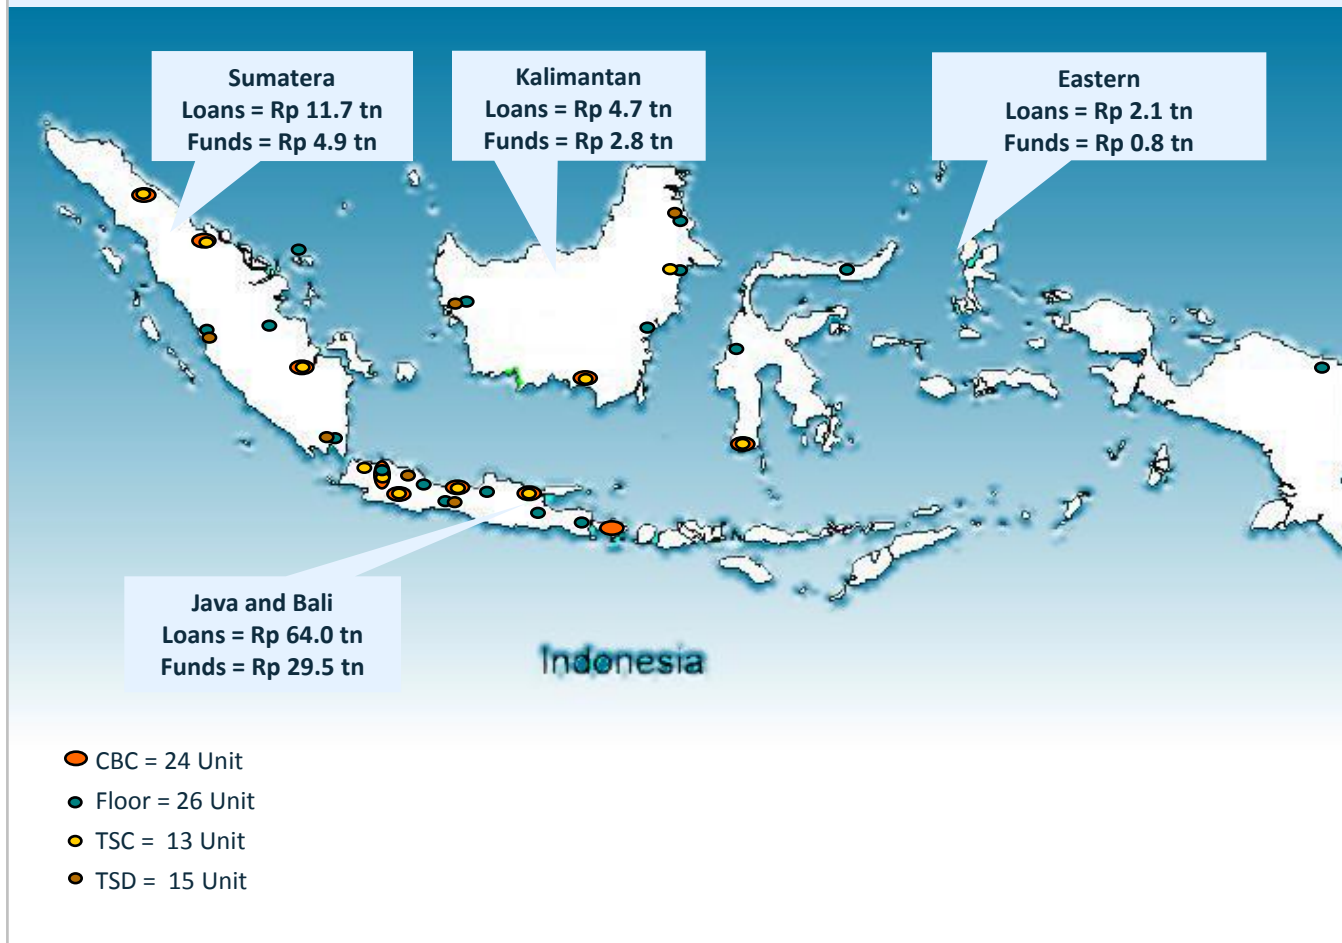 Sumatera
Loans = Rp 11.7 tn
Funds = Rp 4.9 tn
Kalimantan
Loans = Rp 4.7 tn
Funds = Rp 2.8 tn
Eastern
Loans = Rp 2.1 tn
Funds = Rp 0.8 tn
Java and Bali
Loans = Rp 64.0 tn
Funds = Rp 29.5 tn
Indonesia
CBC = 24 Unit
Floor = 26 Unit
TSC = 13 Unit
TSD = 15 Unit